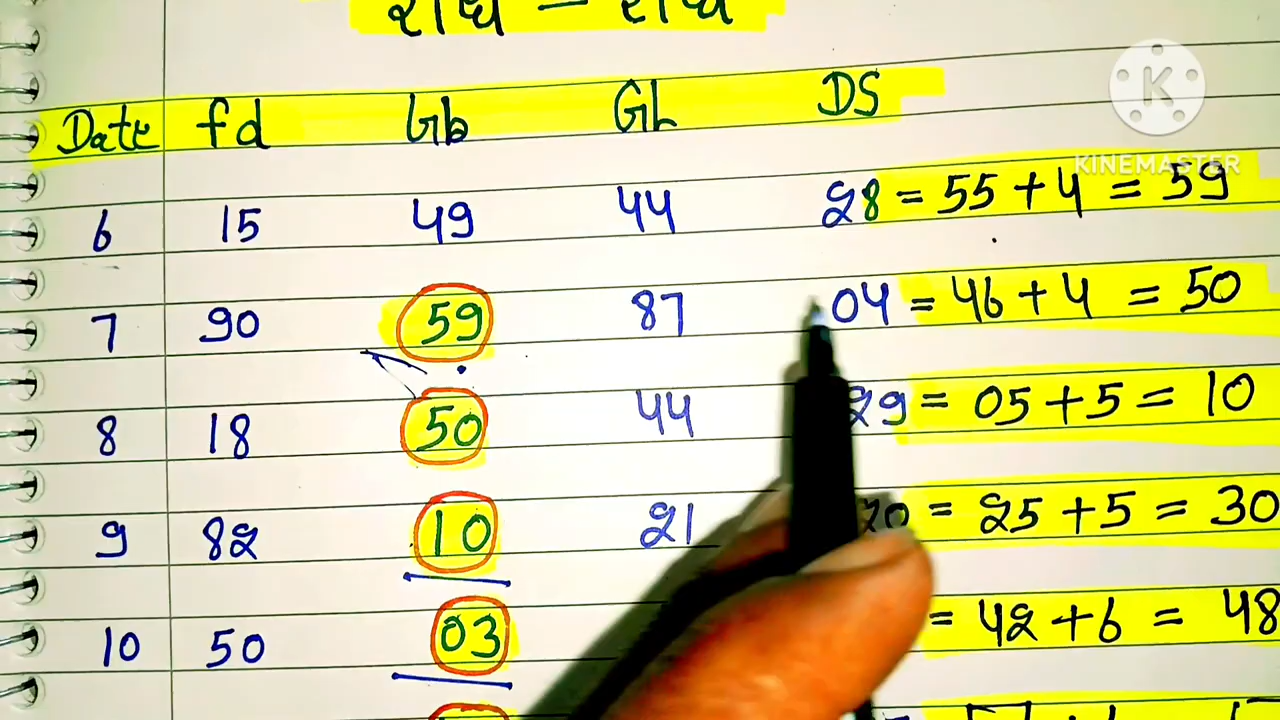 राधे - राधे
Date fd Gb GL DS
6 15 49 44 28 = 55 + 4 = 59
7 90 59 87 04 = 46 + 4 = 50
8 18 50 44 29 = 05 + 5 = 10
9 82 10 21 20 = 25 + 5 = 30
10 50 03 = 42 + 6 = 48
K
KINEMASTER